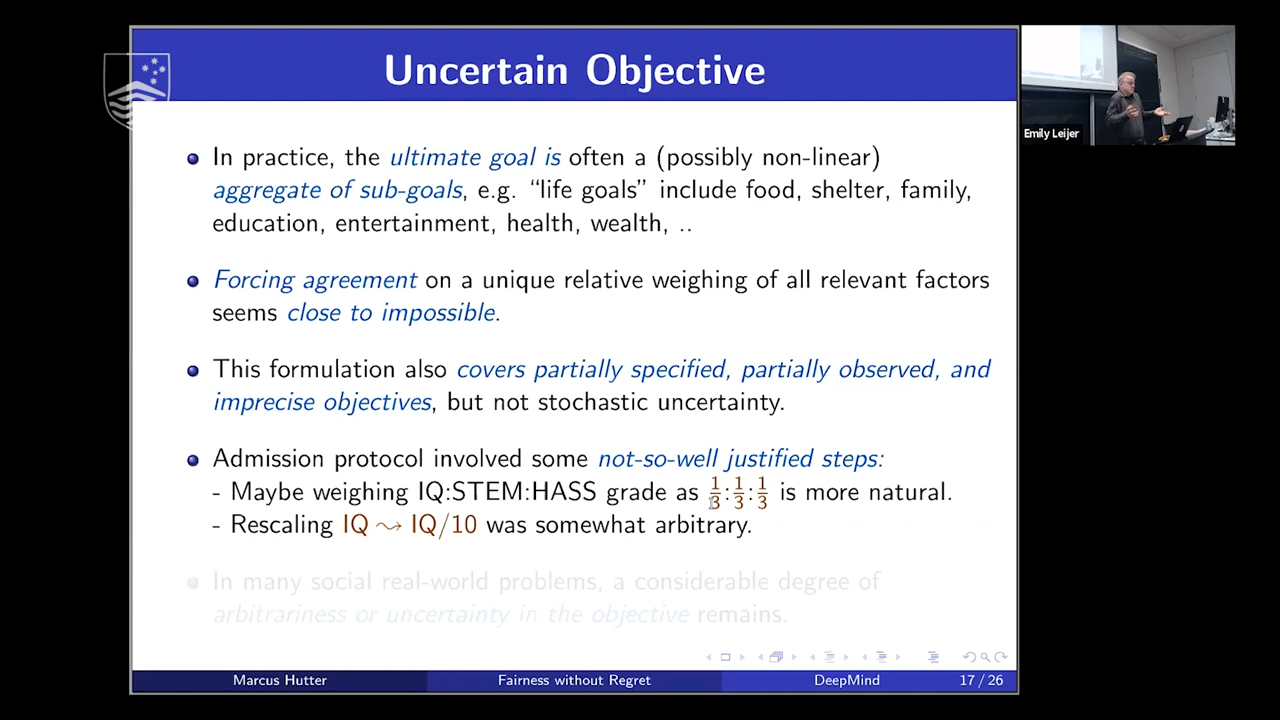 Uncertain Objective
In practice, the ultimate goal is often a (possibly non-linear)
aggregate of sub-goals, e.g. “life goals” include food, shelter, family,
education, entertainment, health, wealth, ..
Forcing agreement on a unique relative weighing of all relevant factors
seems close to impossible.
This formulation also covers partially specified, partially observed, and
imprecise objectives, but not stochastic uncertainty.
Admission protocol involved some not-so-well justified steps:
- Maybe weighing IQ:STEM:HASS grade as 1/3:1/3:1/3 is more natural.
- Rescaling IQ ⇝ IQ/10 was somewhat arbitrary.
In many social real-world problems, a considerable degree of
arbitrariness or uncertainty in the objective remains.
Marcus Hutter
Fairness without Regret
DeepMind
17 / 26
Emily Leijer